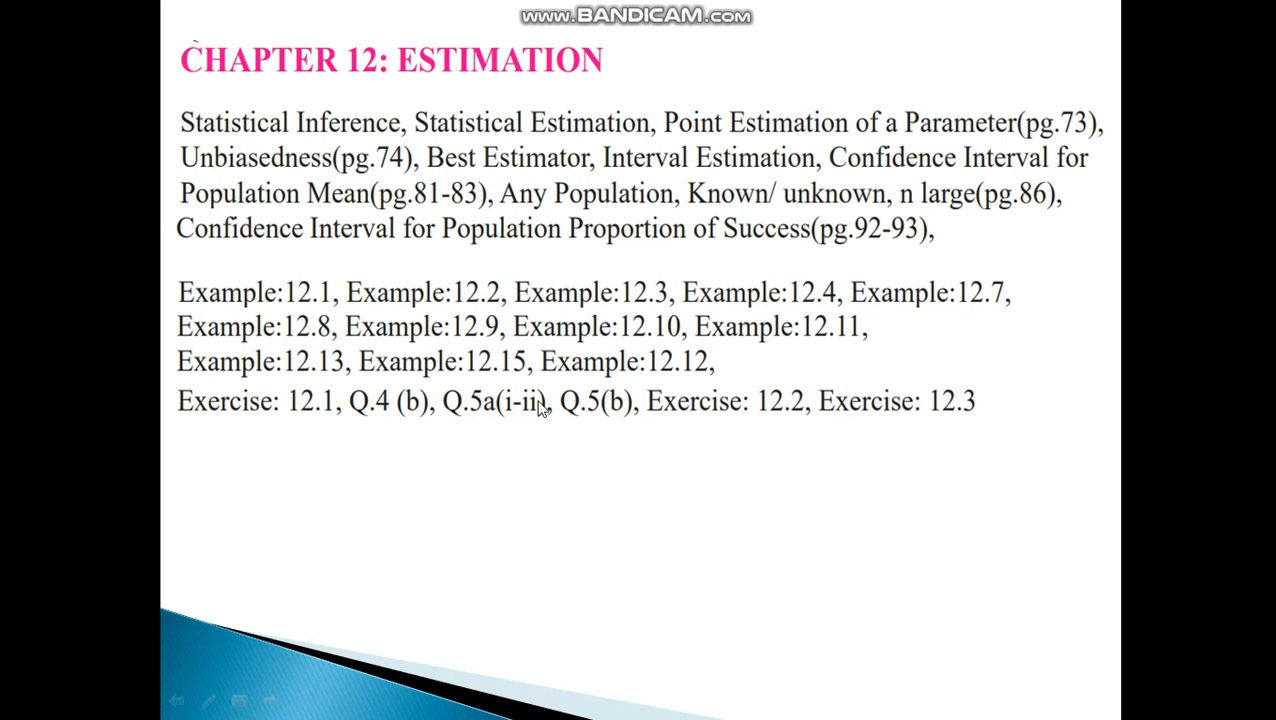 www.BANDICAM.com
CHAPTER 12: ESTIMATION
Statistical Inference, Statistical Estimation, Point Estimation of a Parameter(pg.73),
Unbiasedness(pg.74), Best Estimator, Interval Estimation, Confidence Interval for
Population Mean(pg.81-83), Any Population, Known/ unknown, n large(pg.86),
Confidence Interval for Population Proportion of Success(pg.92-93),
Example:12.1, Example:12.2, Example:12.3, Example:12.4, Example:12.7,
Example:12.8, Example:12.9, Example:12.10, Example:12.11,
Example:12.13, Example:12.15, Example:12.12,
Exercise: 12.1, Q.4 (b), Q.5a(i-ii), Q.5(b), Exercise: 12.2, Exercise: 12.3